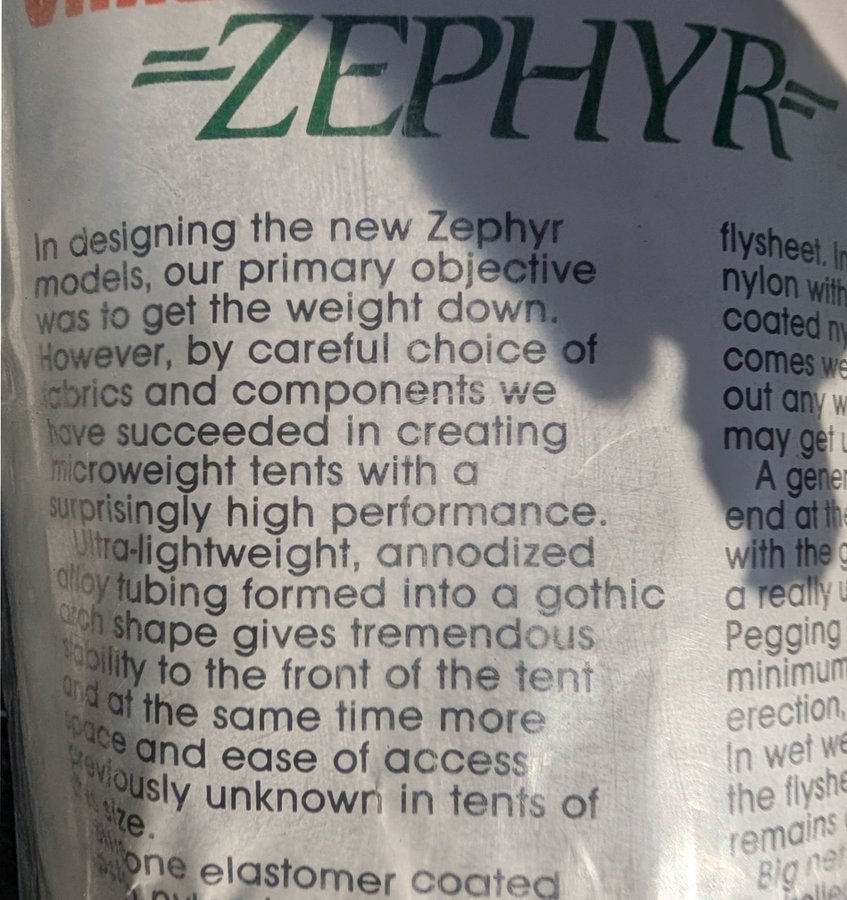 =ZEPHYR=
In designing the new Zephyr
models, our primary objective
was to get the weight down.
However, by careful choice of
fabrics and components we
have succeeded in creating
microweight tents with a
surprisingly high performance.
Ultra-lightweight, annodized
alloy tubing formed into a gothic
arch shape gives tremendous
stability to the front of the tent
and at the same time more
space and ease of access
previously unknown in tents of
size.
elastomer coated
flysheet. In
nylon with
coated
comes
out any
may get
A
end at the
with the
a really
Pegging
minimum
erection,
In wet
the
remains
Big